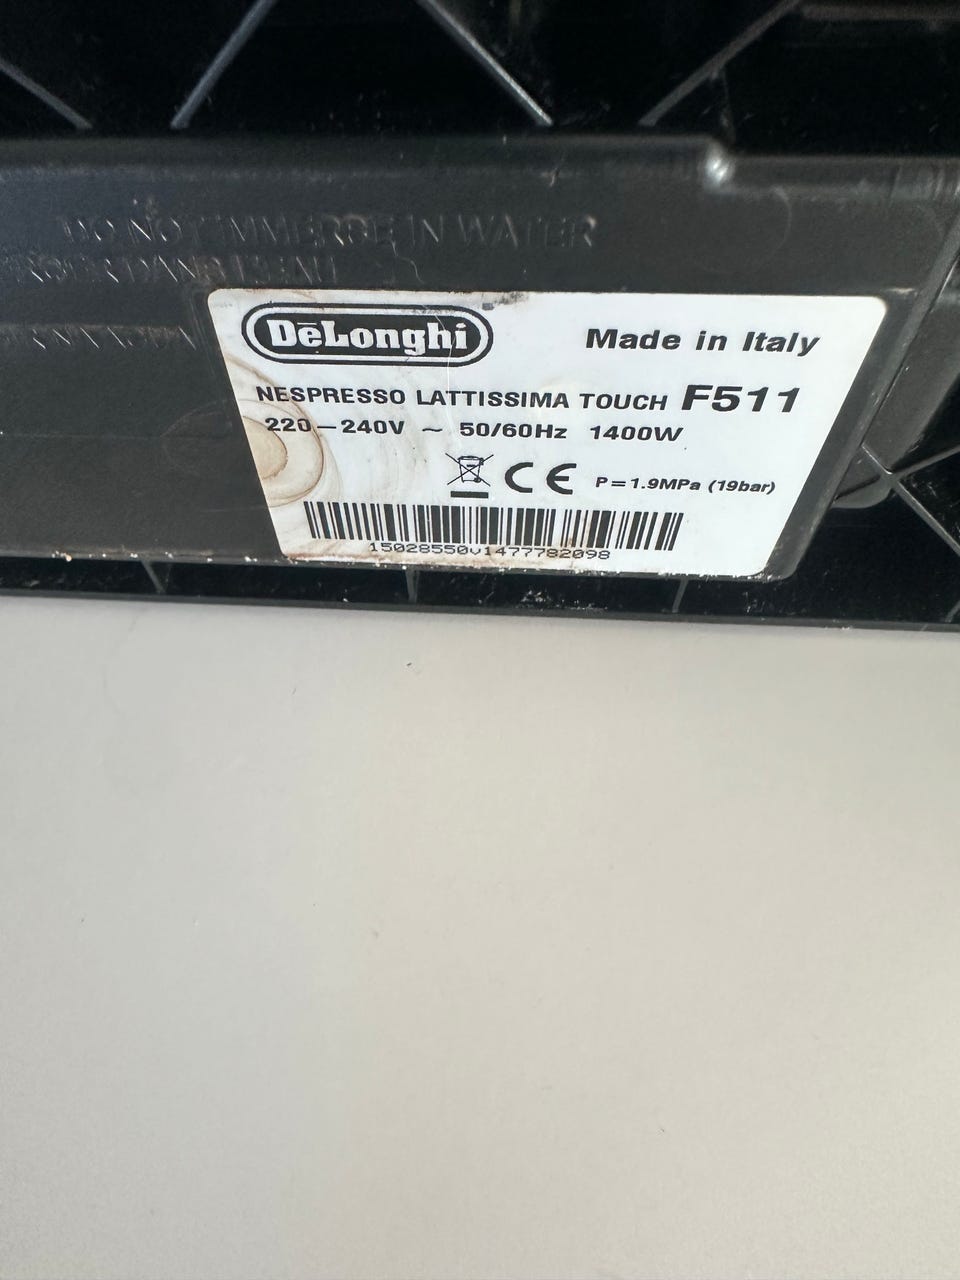 DO NOT IMMERSE IN WATER
DēLonghi
Made in Italy
NESPRESSO LATTISSIMA TOUCH F511
220-240V ~ 50/60Hz 1400W
CE P=1.9MPa (19bar)
15028550v1477782098